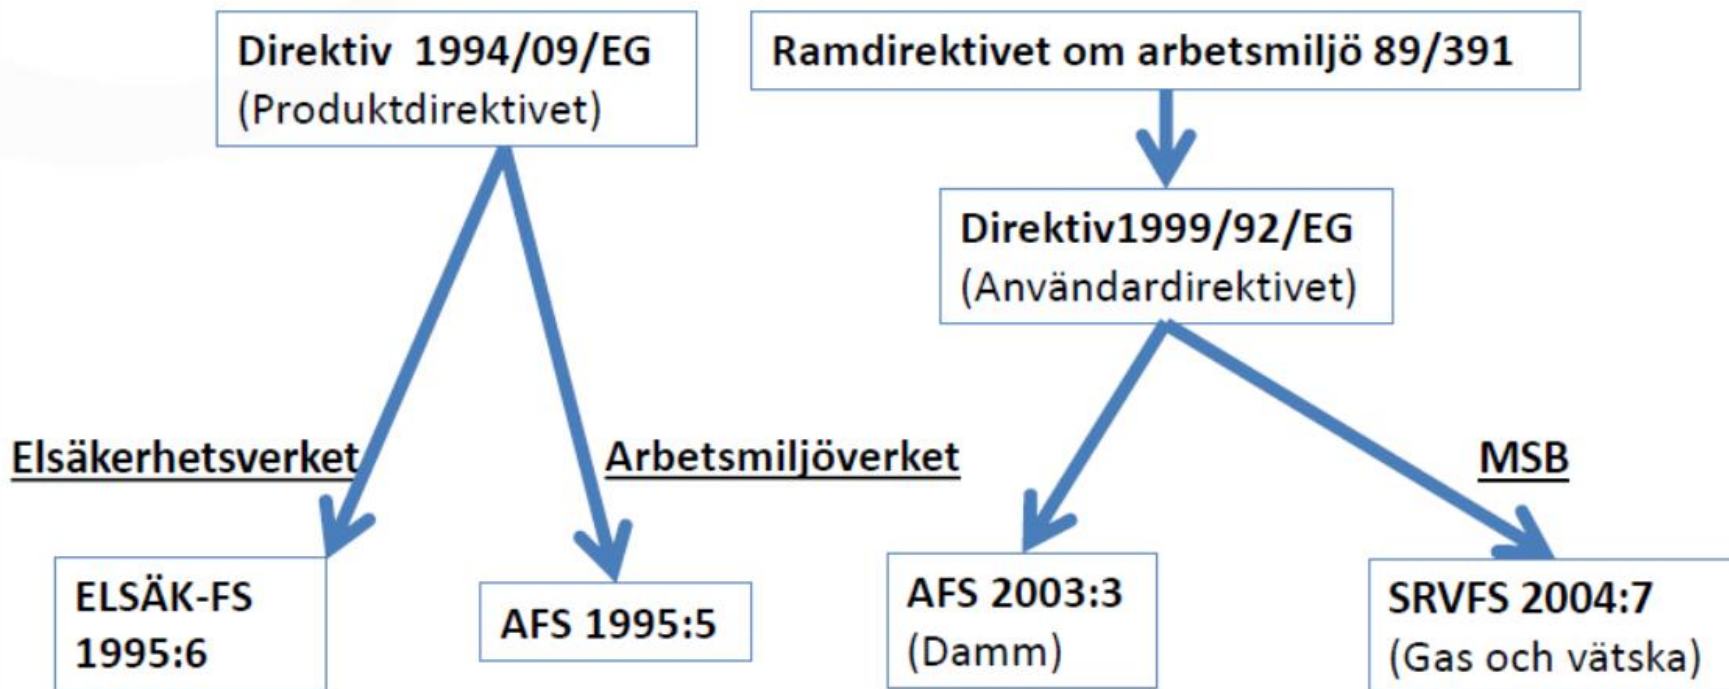 Direktiv 1994/09/EG
(Produktdirektivet)
Ramdirektivet om arbetsmiljö 89/391
Direktiv1999/92/EG
(Användardirektivet)
Elsäkerhetsverket
Arbetsmiljöverket
MSB
ELSÄK-FS
1995:6
AFS 1995:5
AFS 2003:3
(Damm)
SRVFS 2004:7
(Gas och vätska)